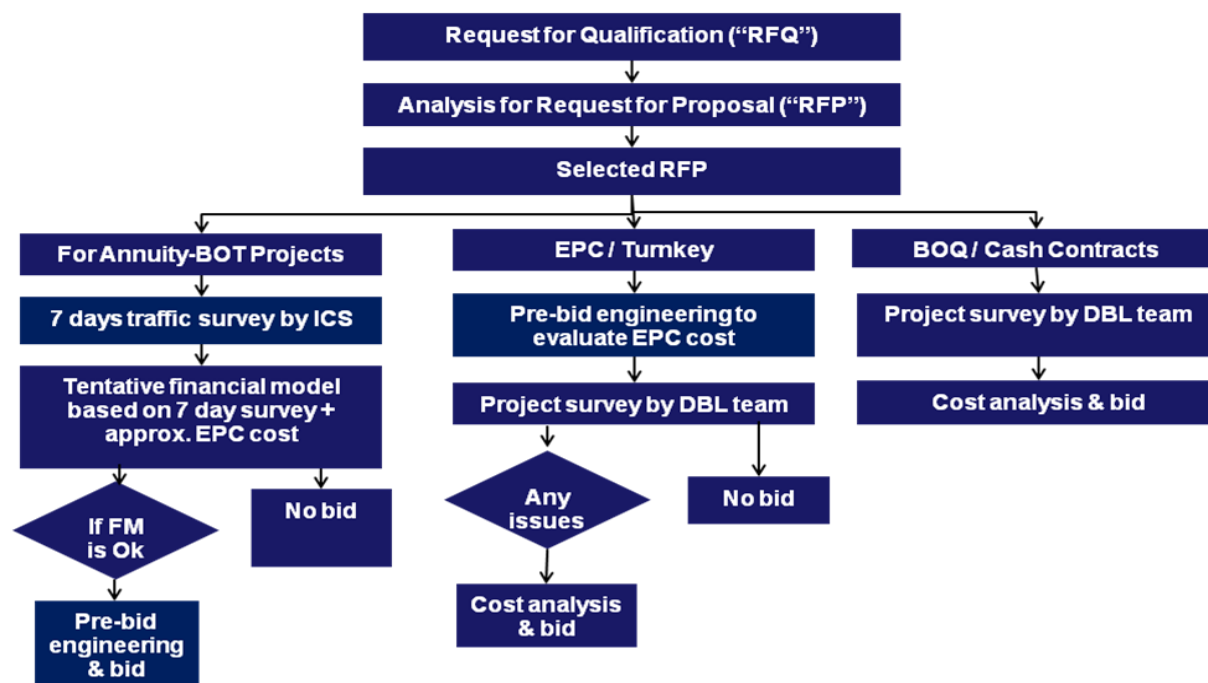 Request for Qualification (“RFQ”)
Analysis for Request for Proposal (“RFP”)
Selected RFP
For Annuity-BOT Projects
7 days traffic survey by ICS
Tentative financial model
based on 7 day survey +
approx. EPC cost
If FM
is Ok
No bid
Pre-bid
engineering
& bid
EPC / Turnkey
Pre-bid engineering to
evaluate EPC cost
Project survey by DBL team
Any
issues
No bid
Cost analysis
& bid
BOQ / Cash Contracts
Project survey by DBL team
Cost analysis & bid